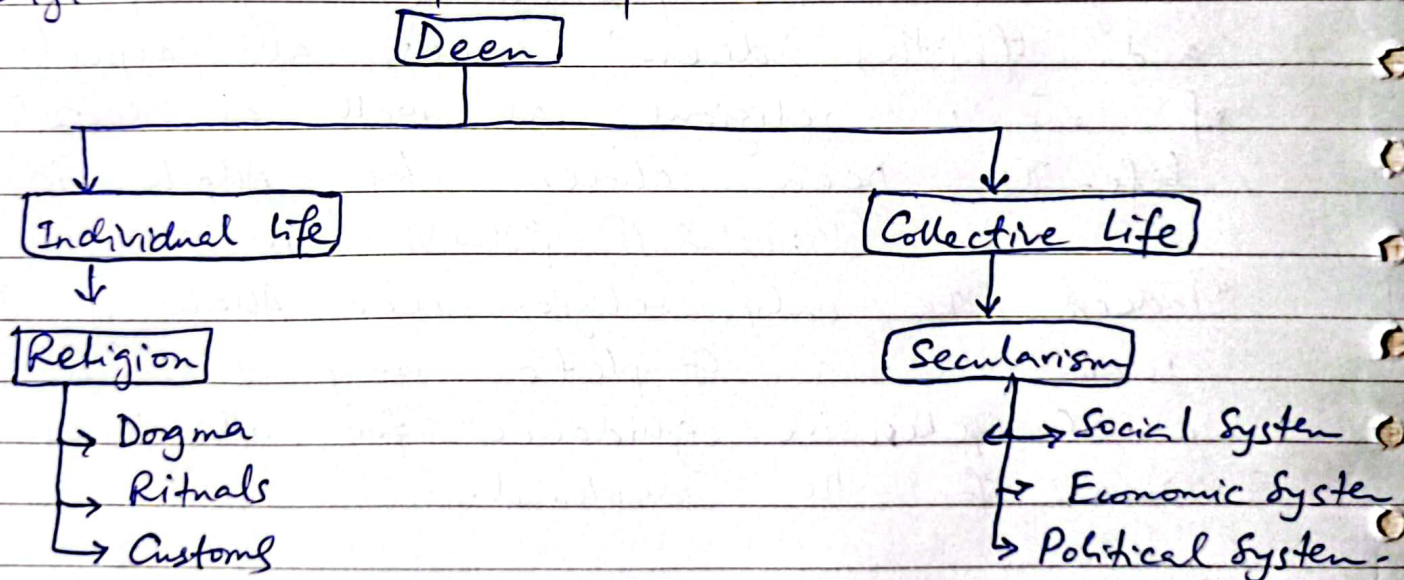 Deen
Individual Life
Collective Life
Religion
Secularism
Dogma
Social System
Rituals
Economic System
Customs
Political System.